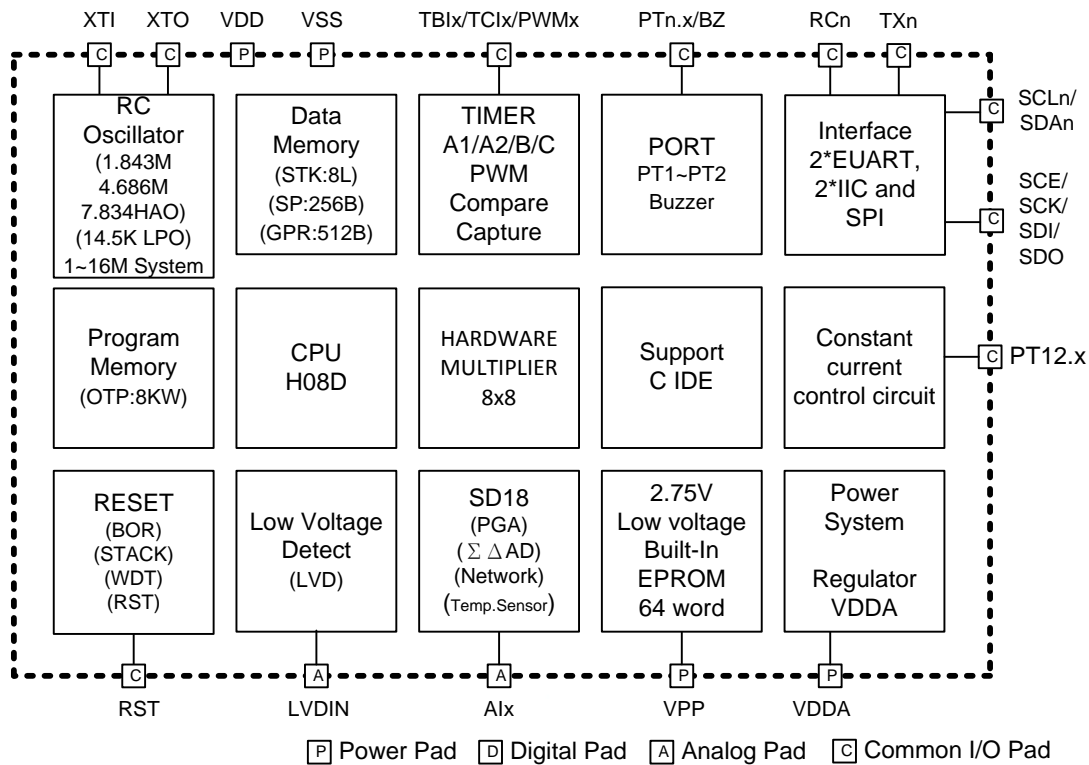 XTI XTO VDD VSS TBIx/TCIx/PWMx PTn.x/BZ RCn TXn
C C P P C C C C
RC
Oscillator
(1.843M
4.686M
7.834HAO)
(14.5K LPO)
1~16M System
Data
Memory
(STK:8L)
(SP:256B)
(GPR:512B)
TIMER
A1/A2/B/C
PWM
Compare
Capture
PORT
PT1~PT2
Buzzer
Interface
2*EUART,
2*IIC and
SPI
C
SCLn/
SDAn
C
SCE/
SCK/
SDI/
SDO
Program
Memory
(OTP:8KW)
CPU
H08D
HARDWARE
MULTIPLIER
8x8
Support
C IDE
Constant
current
control circuit
C PT12.x
RESET
(BOR)
(STACK)
(WDT)
(RST)
Low Voltage
Detect
(LVD)
SD18
(PGA)
(ΣΔAD)
(Network)
(Temp.Sensor)
2.75V
Low voltage
Built-In
EPROM
64 word
Power
System
Regulator
VDDA
C A A P P
RST LVDIN AIx VPP VDDA
P Power Pad D Digital Pad A Analog Pad C Common I/O Pad